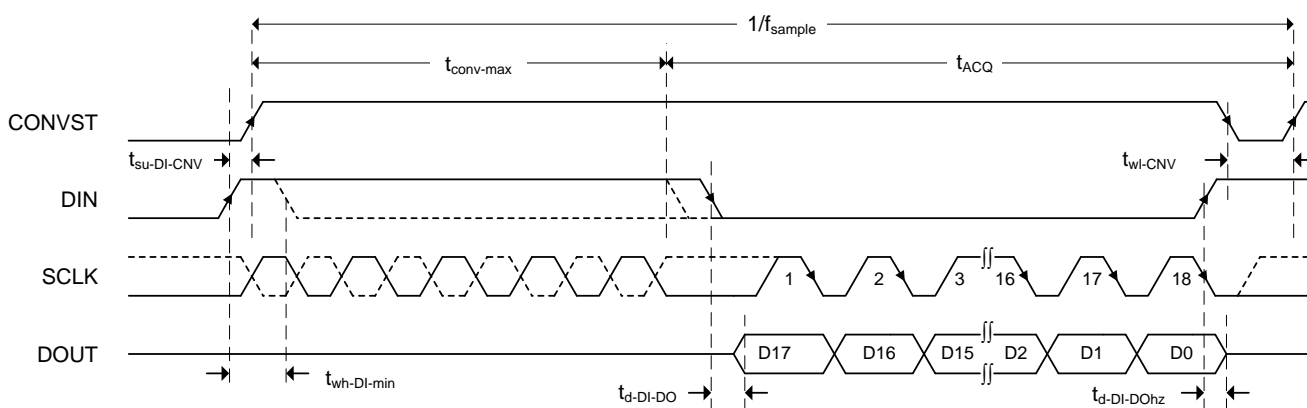 1/fsample
tconv-max tACQ
CONVST
tsu-DI-CNV twl-CNV
DIN
SCLK 1 2 3 16 17 18
DOUT D17 D16 D15 D2 D1 D0
twh-DI-min td-DI-DO td-DI-DOhz